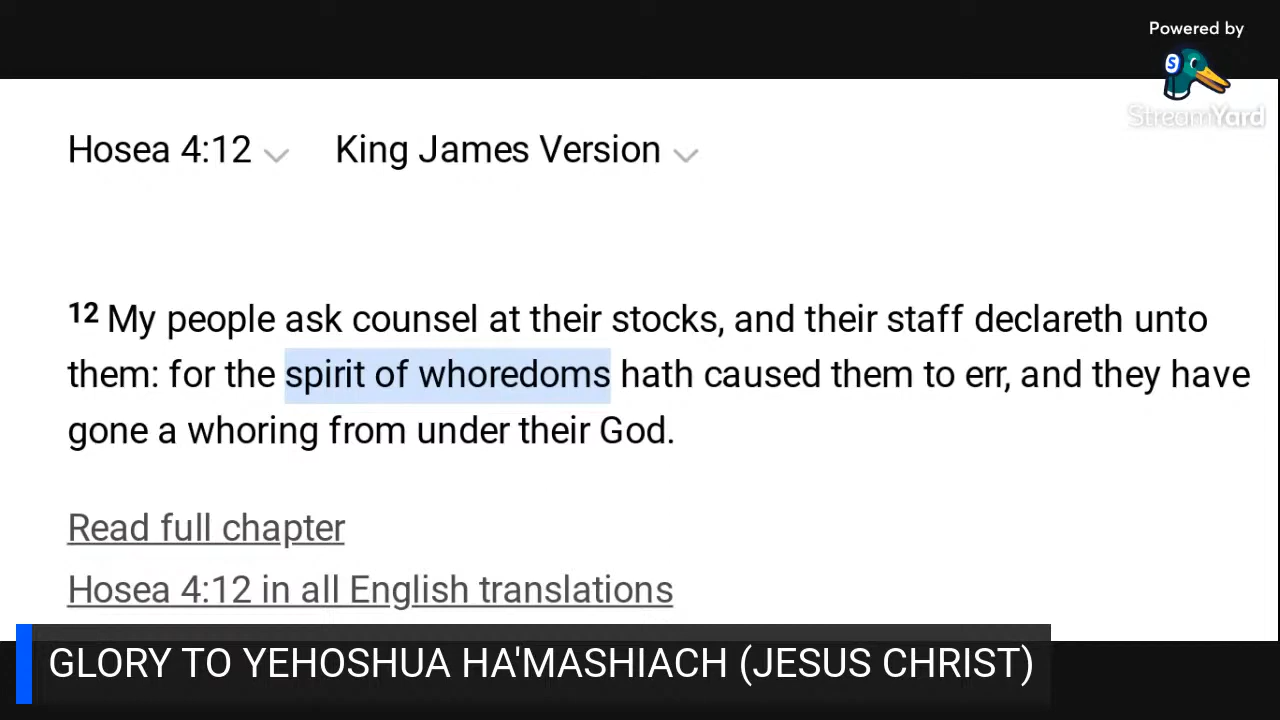 Powered by
S
StreamYard
Hosea 4:12 King James Version
12 My people ask counsel at their stocks, and their staff declareth unto
them: for the spirit of whoredoms hath caused them to err, and they have
gone a whoring from under their God.
Read full chapter
Hosea 4:12 in all English translations
GLORY TO YEHOSHUA HA'MASHIACH (JESUS CHRIST)